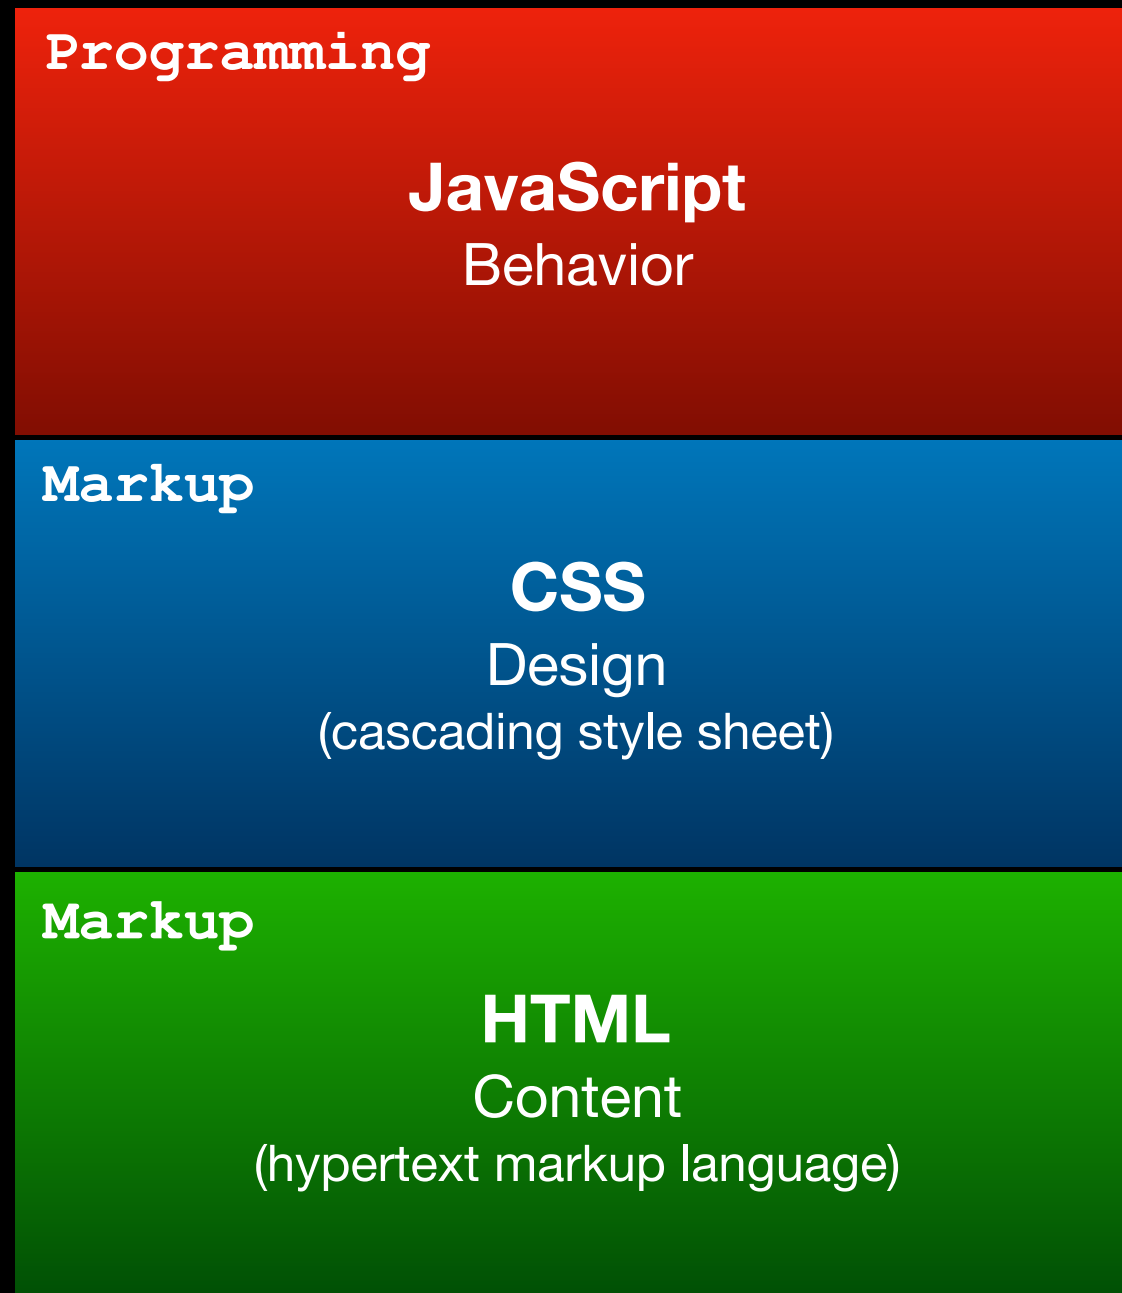 Programming
JavaScript
Behavior
Markup
CSS
Design
(cascading style sheet)
Markup
HTML
Content
(hypertext markup language)